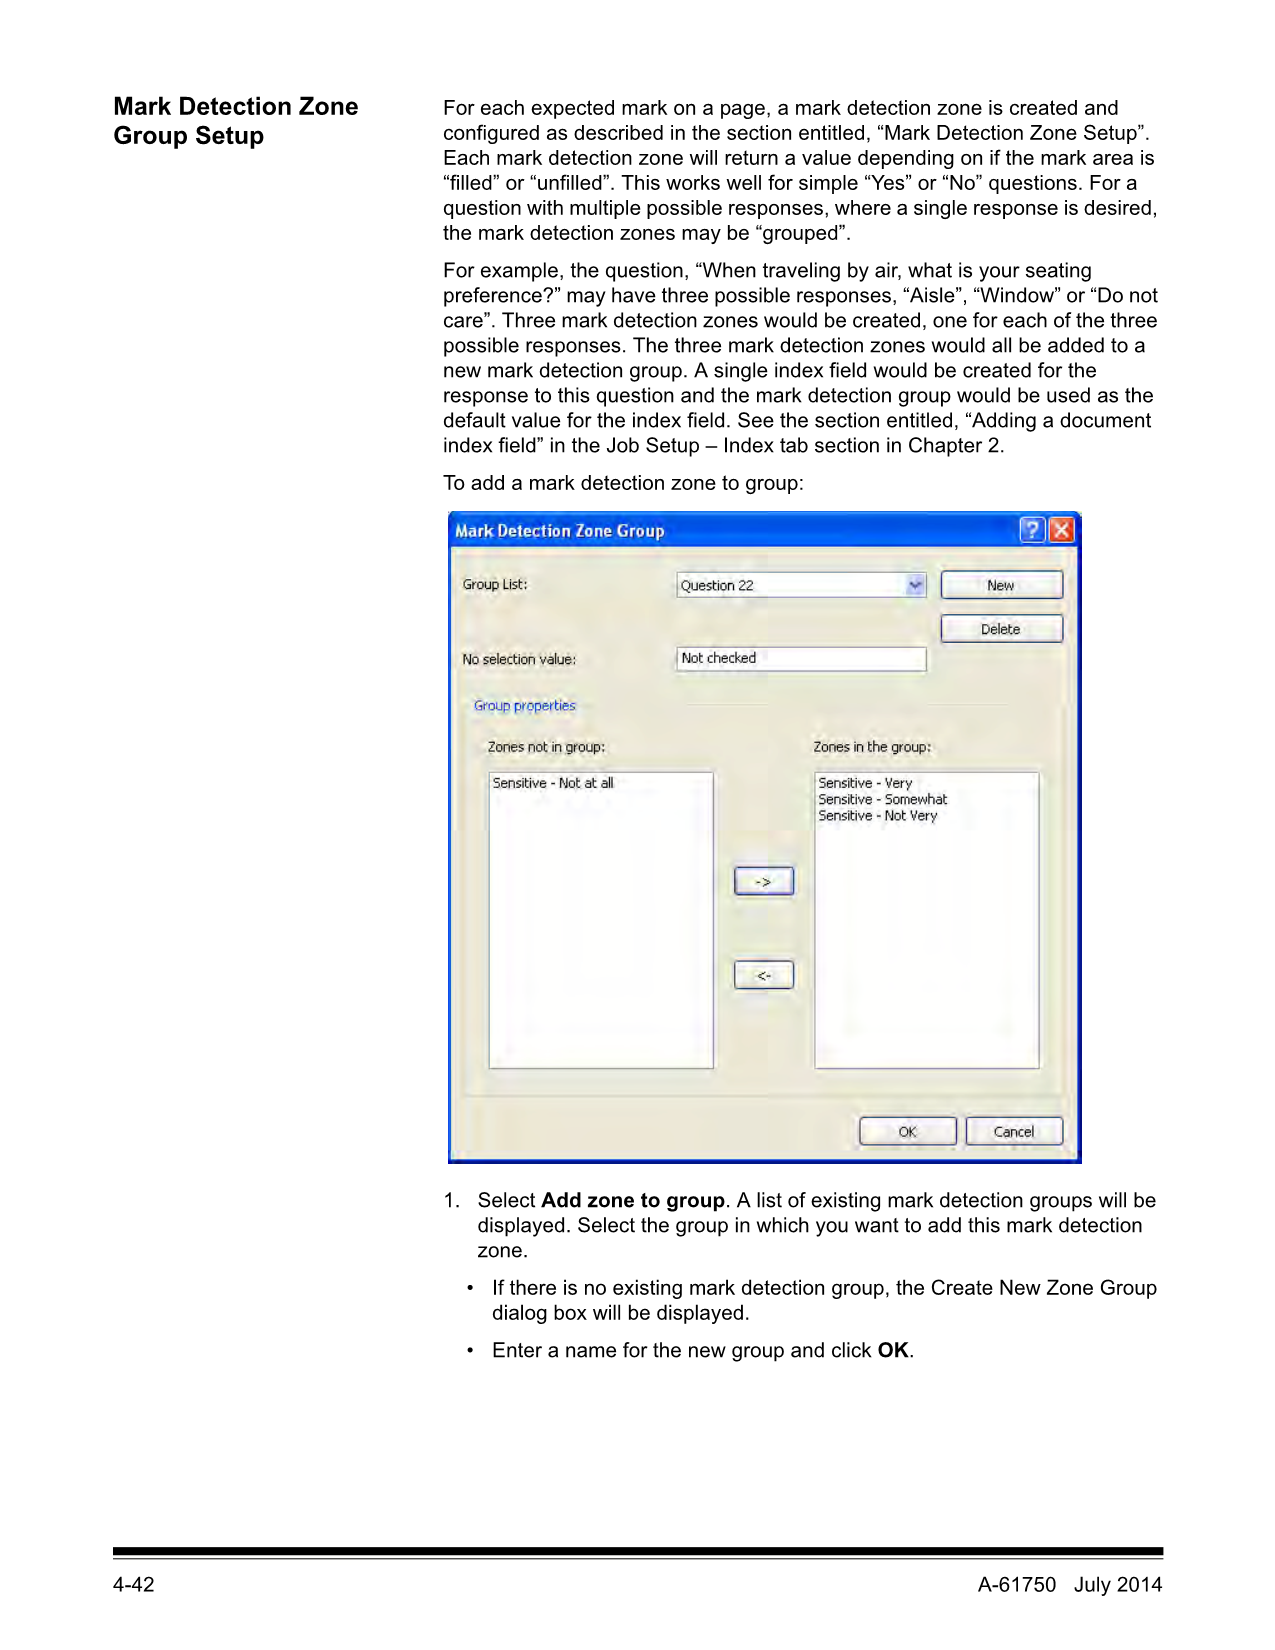 Mark Detection Zone
Group Setup
For each expected mark on a page, a mark detection zone is created and
configured as described in the section entitled, “Mark Detection Zone Setup”.
Each mark detection zone will return a value depending on if the mark area is
“filled” or “unfilled”. This works well for simple “Yes” or “No” questions. For a
question with multiple possible responses, where a single response is desired,
the mark detection zones may be “grouped”.
For example, the question, “When traveling by air, what is your seating
preference?” may have three possible responses, “Aisle”, “Window” or “Do not
care”. Three mark detection zones would be created, one for each of the three
possible responses. The three mark detection zones would all be added to a
new mark detection group. A single index field would be created for the
response to this question and the mark detection group would be used as the
default value for the index field. See the section entitled, “Adding a document
index field” in the Job Setup – Index tab section in Chapter 2.
To add a mark detection zone to group:
Mark Detection Zone Group ?
Group List: Question 22 New
Delete
No selection value: Not checked
Group properties
Zones not in group: Zones in the group:
Sensitive - Not at all Sensitive - Very
Sensitive - Somewhat
Sensitive - Not Very
->
<-
OK Cancel
1. Select Add zone to group. A list of existing mark detection groups will be
displayed. Select the group in which you want to add this mark detection
zone.
• If there is no existing mark detection group, the Create New Zone Group
dialog box will be displayed.
• Enter a name for the new group and click OK.
4-42 A-61750 July 2014